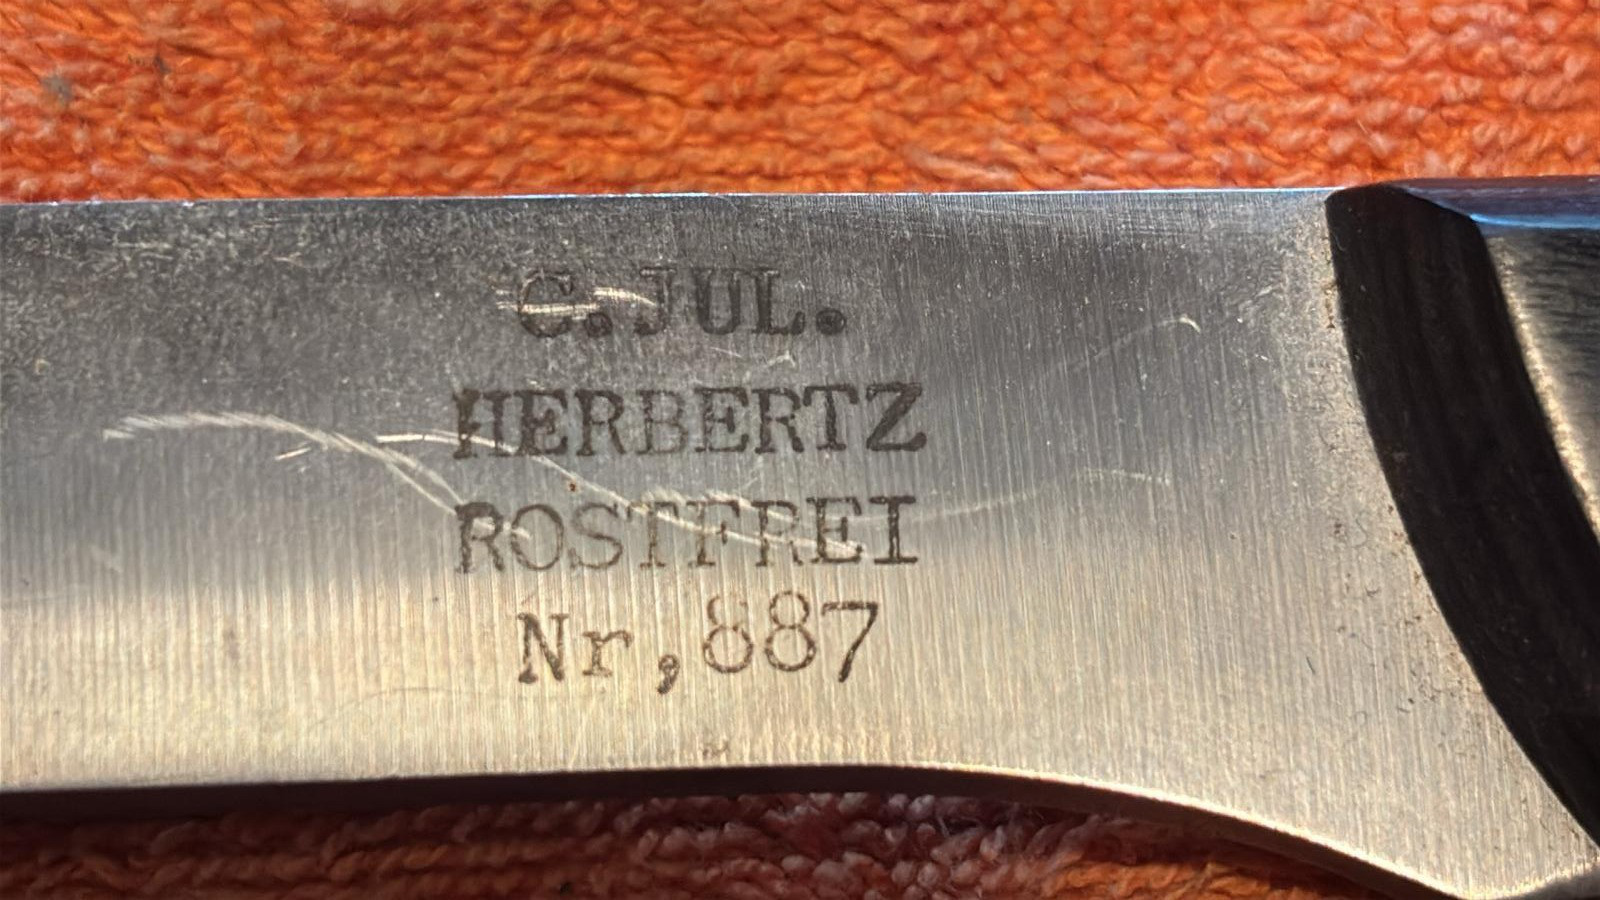 C.JUL.
HERBERTZ
ROSTFREI
Nr,887